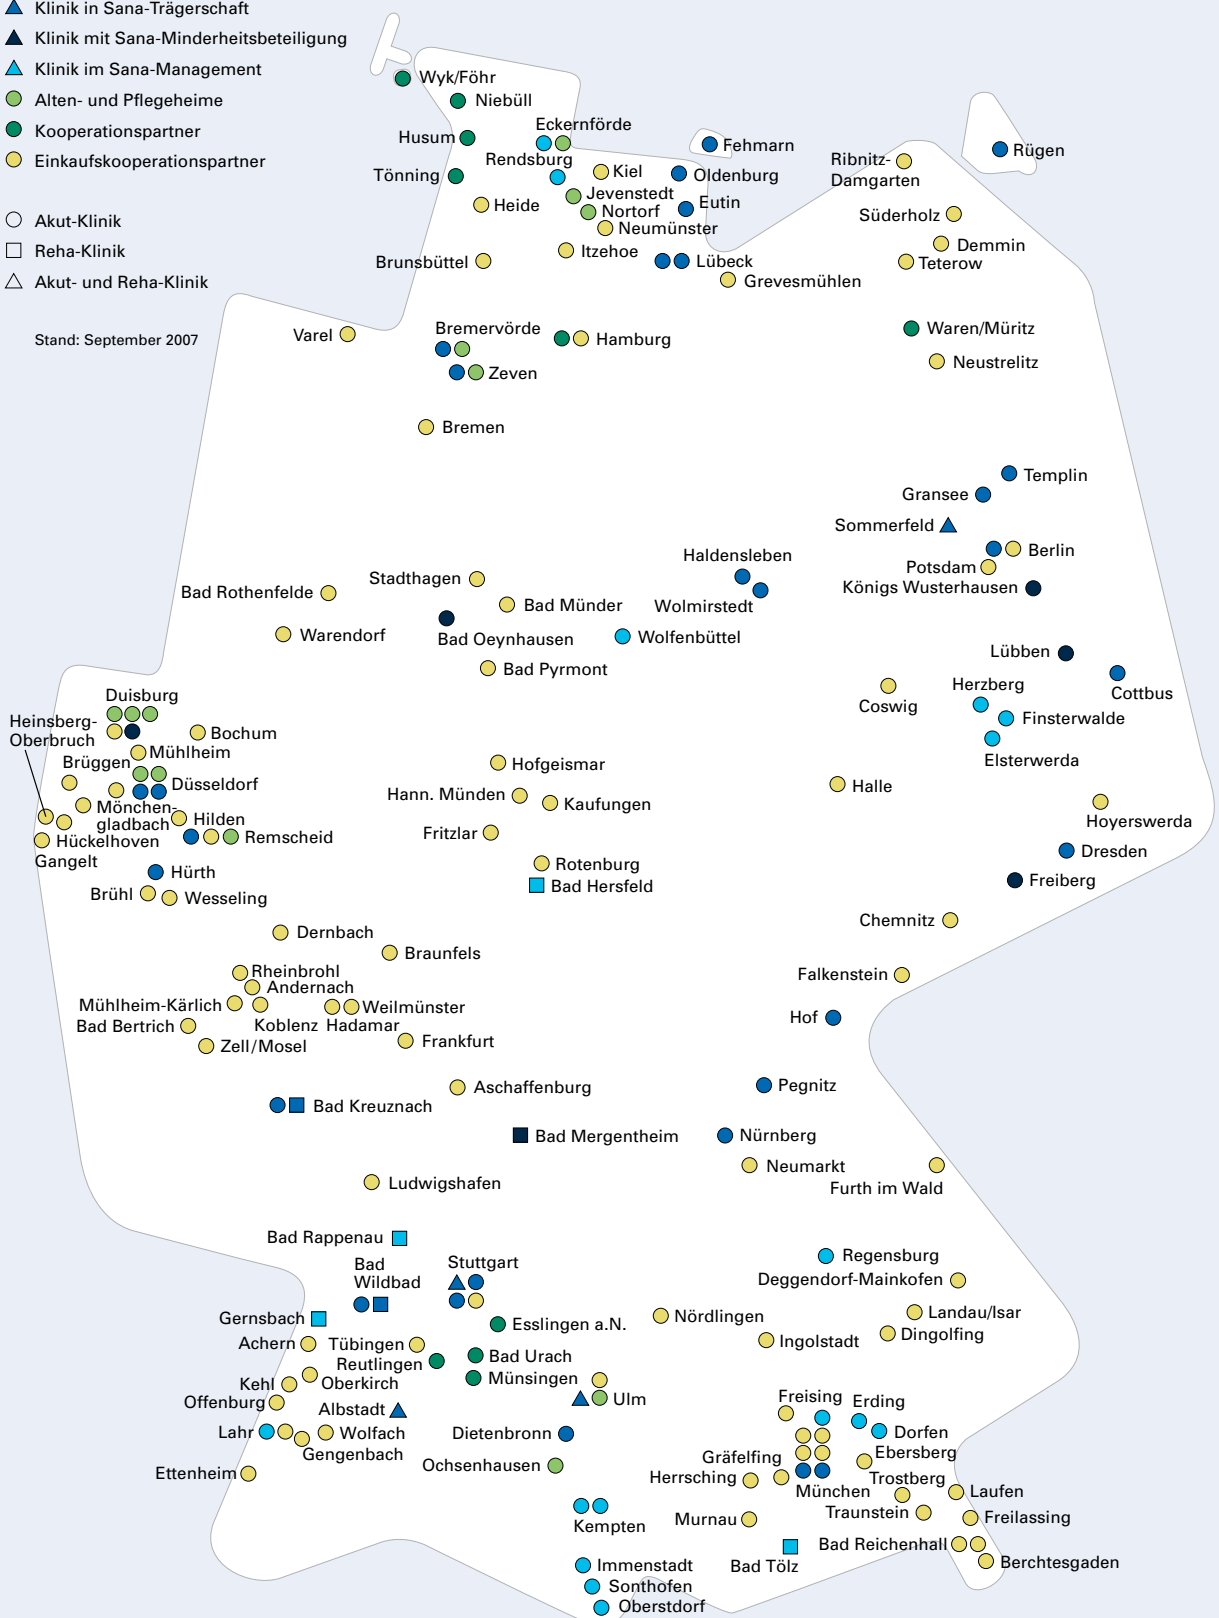 Klinik in Sana-Trägerschaft
Klinik mit Sana-Minderheitsbeteiligung
Klinik im Sana-Management
Alten- und Pflegeheime
Kooperationspartner
Einkaufskooperationspartner
Akut-Klinik
Reha-Klinik
Akut- und Reha-Klinik
Stand: September 2007
Wyk/Föhr
Niebüll
Husum
Eckernförde
Fehmarn
Rügen
Rendsburg
Ribnitz-
Damgarten
Tönning
Kiel
Oldenburg
Jevenstedt
Heide
Nortorf
Eutin
Süderholz
Neumünster
Demmin
Itzehoe
Brunsbüttel
Lübeck
Teterow
Grevesmühlen
Varel
Bremervörde
Hamburg
Waren/Müritz
Zeven
Neustrelitz
Bremen
Templin
Gransee
Sommerfeld
Berlin
Haldensleben
Potsdam
Stadthagen
Königs Wusterhausen
Bad Rothenfelde
Wolmirstedt
Bad Münder
Warendorf
Bad Oeynhausen
Wolfenbüttel
Lübben
Bad Pyrmont
Herzberg
Cottbus
Duisburg
Coswig
Finsterwalde
Heinsberg-
Oberbruch
Bochum
Mühlheim
Elsterwerda
Brüggen
Hofgeismar
Düsseldorf
Halle
Hann. Münden
Kaufungen
Mönchen-
gladbach
Hilden
Hoyerswerda
Fritzlar
Remscheid
Hückelhoven
Dresden
Gangelt
Rotenburg
Hürth
Bad Hersfeld
Freiberg
Brühl
Wesseling
Chemnitz
Dernbach
Braunfels
Rheinbrohl
Falkenstein
Andernach
Mühlheim-Kärlich
Weilmünster
Hof
Bad Bertrich
Koblenz
Hadamar
Zell/Mosel
Frankfurt
Aschaffenburg
Pegnitz
Bad Kreuznach
Bad Mergentheim
Nürnberg
Neumarkt
Ludwigshafen
Furth im Wald
Bad Rappenau
Regensburg
Bad
Wildbad
Stuttgart
Deggendorf-Mainkofen
Gernsbach
Esslingen a.N.
Nördlingen
Landau/Isar
Achern
Tübingen
Ingolstadt
Dingolfing
Reutlingen
Bad Urach
Münsingen
Kehl
Oberkirch
Offenburg
Ulm
Freising
Erding
Albstadt
Lahr
Wolfach
Dietenbronn
Dorfen
Gengenbach
Ebersberg
Gräfelfing
Ettenheim
Ochsenhausen
Herrsching
Trostberg
München
Laufen
Traunstein
Kempten
Murnau
Freilassing
Bad Reichenhall
Immenstadt
Bad Tölz
Berchtesgaden
Sonthofen
Oberstdorf